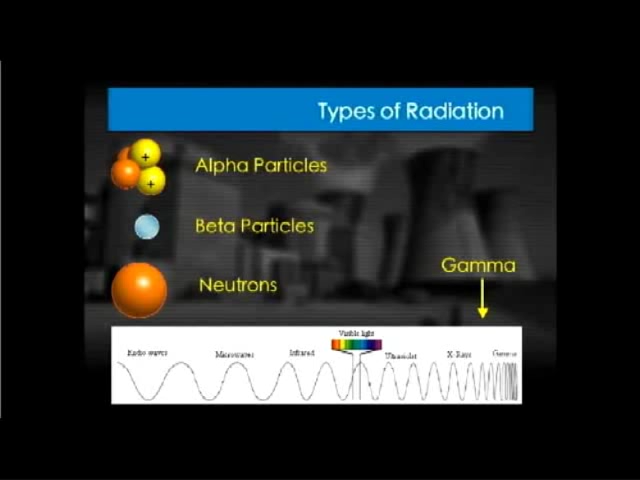 Types of Radiation
+
Alpha Particles
+
Beta Particles
Gamma
Neutrons
Visible light
Radio waves Microwaves Infrared Ultraviolet X-Rays Gamma